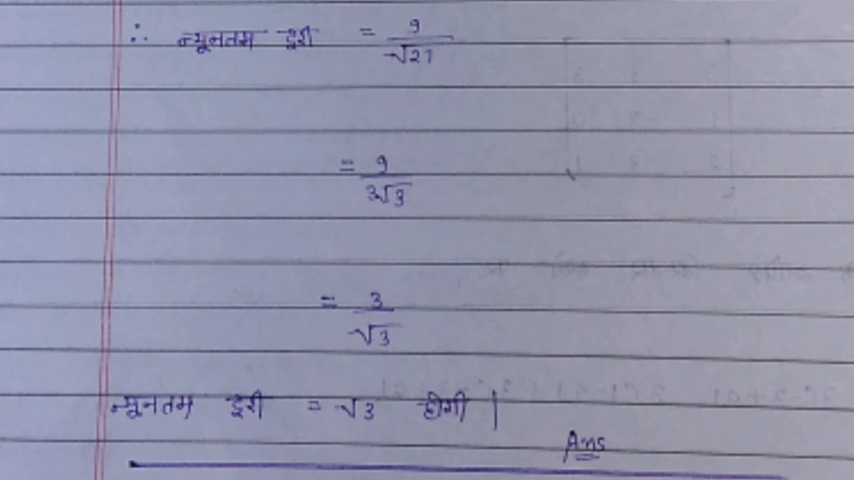 ∴ न्यूनतम दूरी = 9/√27
= 9/3√3
= 3/√3
न्यूनतम दूरी = √3 होगी |
Ans